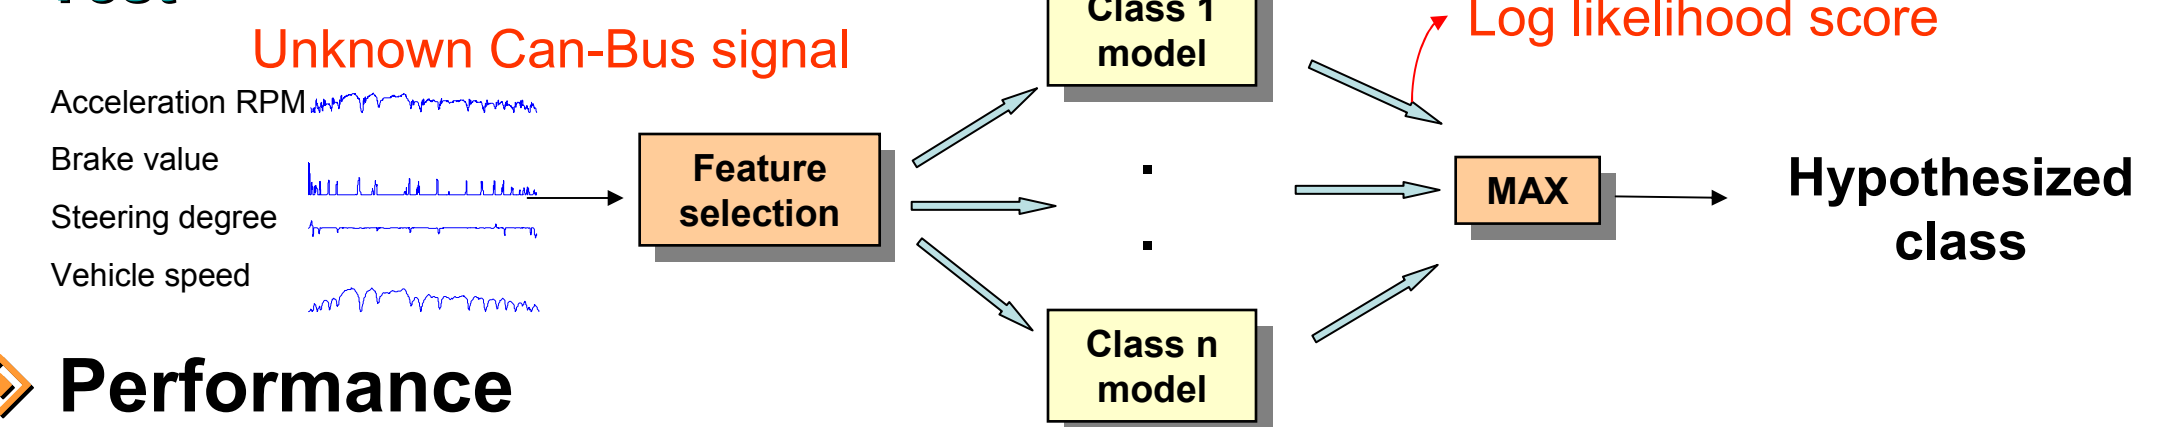 Test
Unknown Can-Bus signal
Acceleration RPM
Brake value
Steering degree
Vehicle speed
Feature
selection
Class 1
model
.
.
Class n
model
Log likelihood score
MAX
Hypothesized
class
Performance